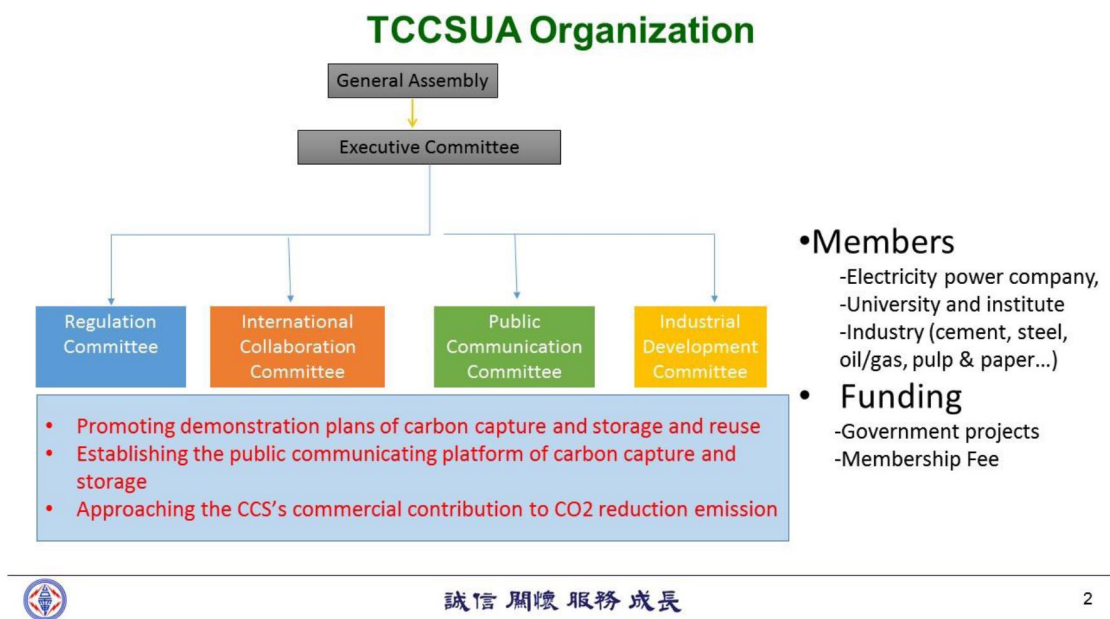 TCCSUA Organization
General Assembly
Executive Committee
Regulation
Committee
International
Collaboration
Committee
Public
Communication
Committee
Industrial
Development
Committee
• Promoting demonstration plans of carbon capture and storage and reuse
• Establishing the public communicating platform of carbon capture and
storage
• Approaching the CCS’s commercial contribution to CO2 reduction emission
•Members
-Electricity power company,
-University and institute
-Industry (cement, steel,
oil/gas, pulp & paper…)
• Funding
-Government projects
-Membership Fee
誠信 關懷 服務 成長
2